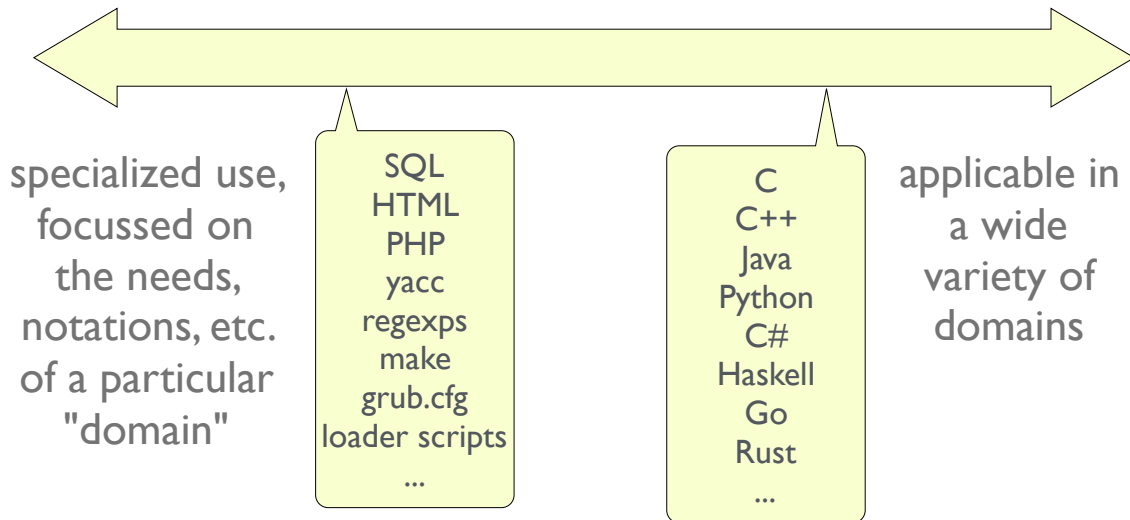 specialized use,
focussed on
the needs,
notations, etc.
of a particular
"domain"
SQL
HTML
PHP
yacc
regexps
make
grub.cfg
loader scripts
...
C
C++
Java
Python
C#
Haskell
Go
Rust
...
applicable in
a wide
variety of
domains